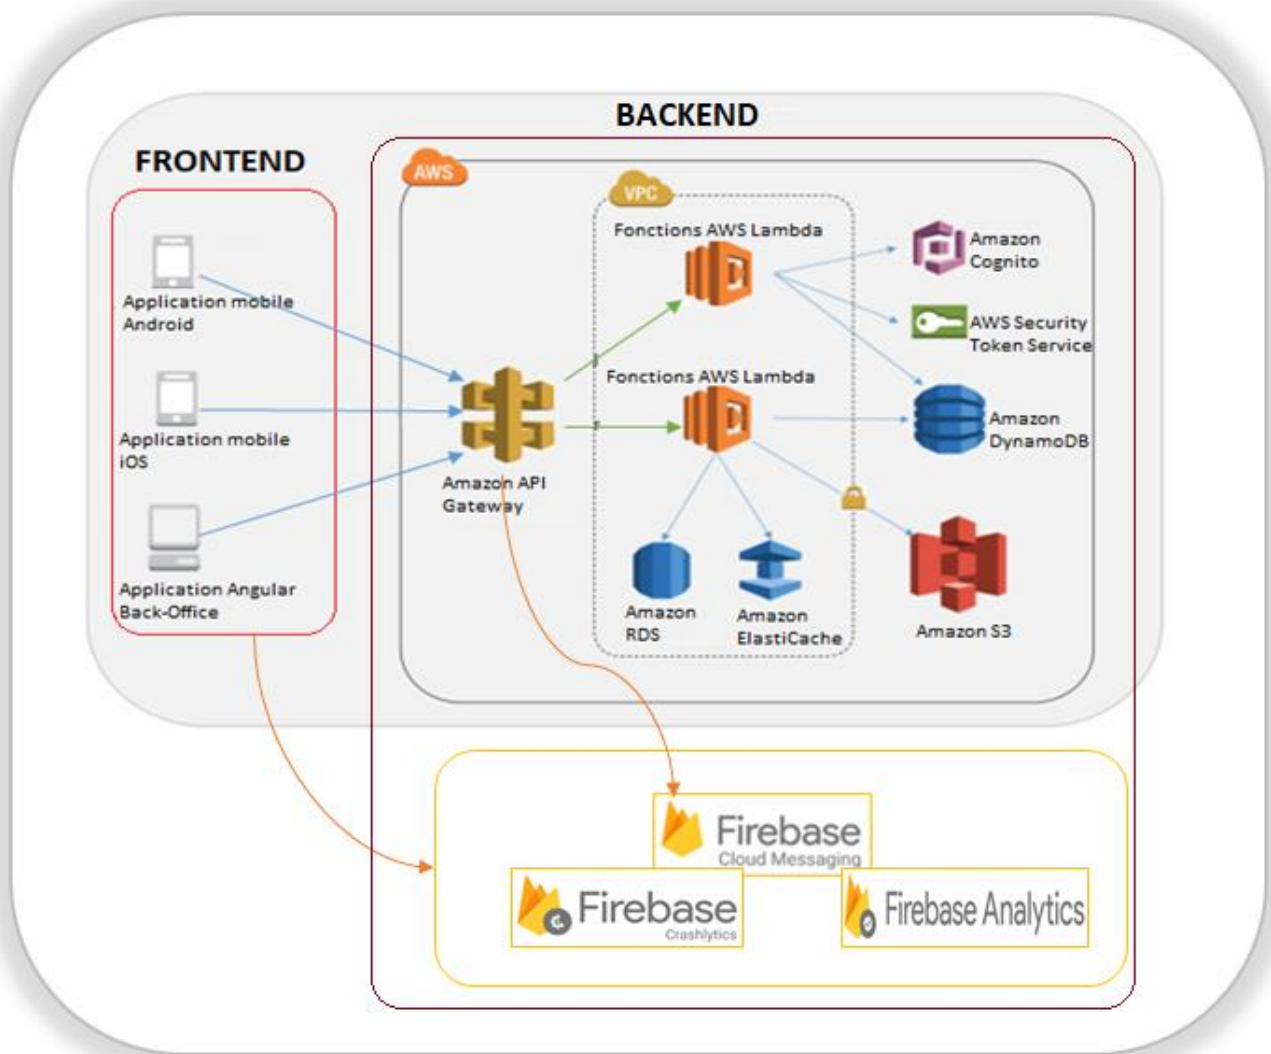 BACKEND
FRONTEND
AWS
VPC
Fonctions AWS Lambda
Amazon
Cognito
Application mobile
Android
AWS Security
Token Service
Fonctions AWS Lambda
Amazon
DynamoDB
Application mobile
iOS
Amazon API
Gateway
Application Angular
Back-Office
Amazon
RDS
Amazon
ElastiCache
Amazon S3
Firebase
Cloud Messaging
Firebase
Crashlytics
Firebase Analytics